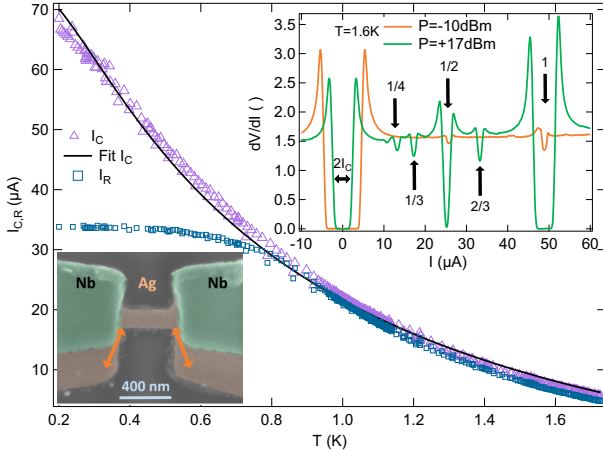 70
60
50
40
30
20
10
I_C,R (µA)
0.2
0.4
0.6
0.8
1.0
1.2
1.4
1.6
T (K)
I_C
Fit I_C
I_R
T=1.6K
P=-10dBm
P=+17dBm
3.5
3.0
2.5
2.0
1.5
1.0
0.5
0.0
dV/dI ( )
1/4
1/2
1
2I_C
1/3
2/3
-10
0
10
20
30
40
50
60
I (µA)
Nb
Ag
Nb
400 nm